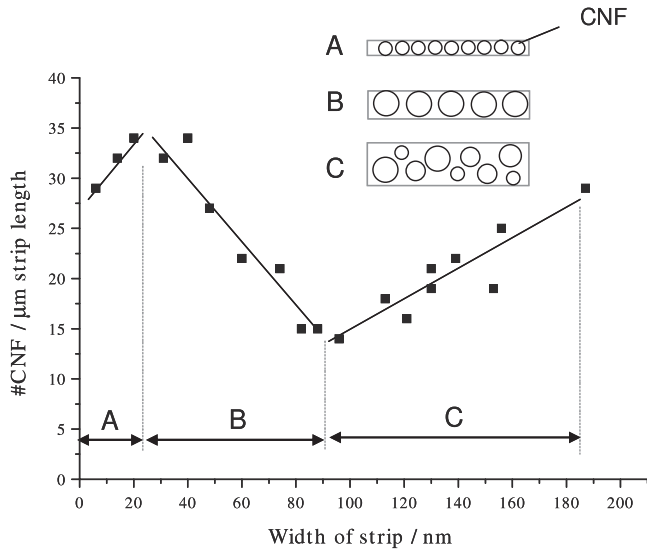 CNF
A
B
C
40
35
30
25
20
15
10
5
0
#CNF / μm strip length
A
B
C
0 20 40 60 80 100 120 140 160 180 200
Width of strip / nm